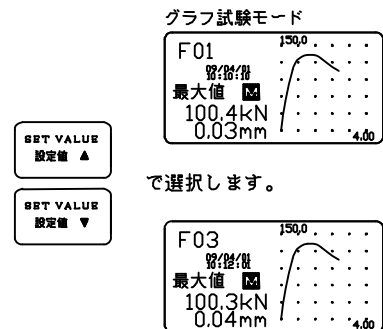 グラフ試験モード
F01
150.0
09/04/01
10:10:10
最大値 M
100.4kN
0.03mm
4.00
SET VALUE
設定値 ▲
SET VALUE
設定値 ▼
で選択します。
F03
150.0
09/04/01
10:12:01
最大値 M
100.3kN
0.04mm
4.00